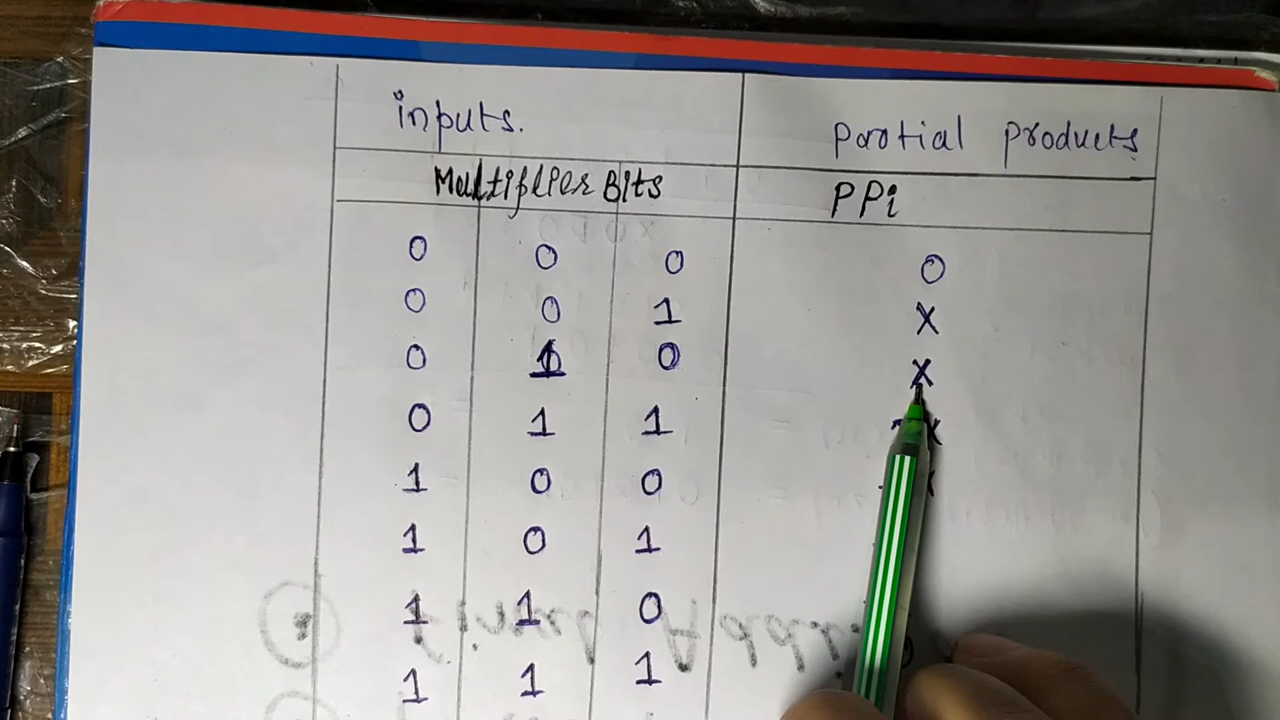 inputs. Partial products
Multiplier Bits PPi
0 0 0 0
0 0 1 X
0 1 0 X
0 1 1
1 0 0
1 0 1
1 1 0
1 1 1